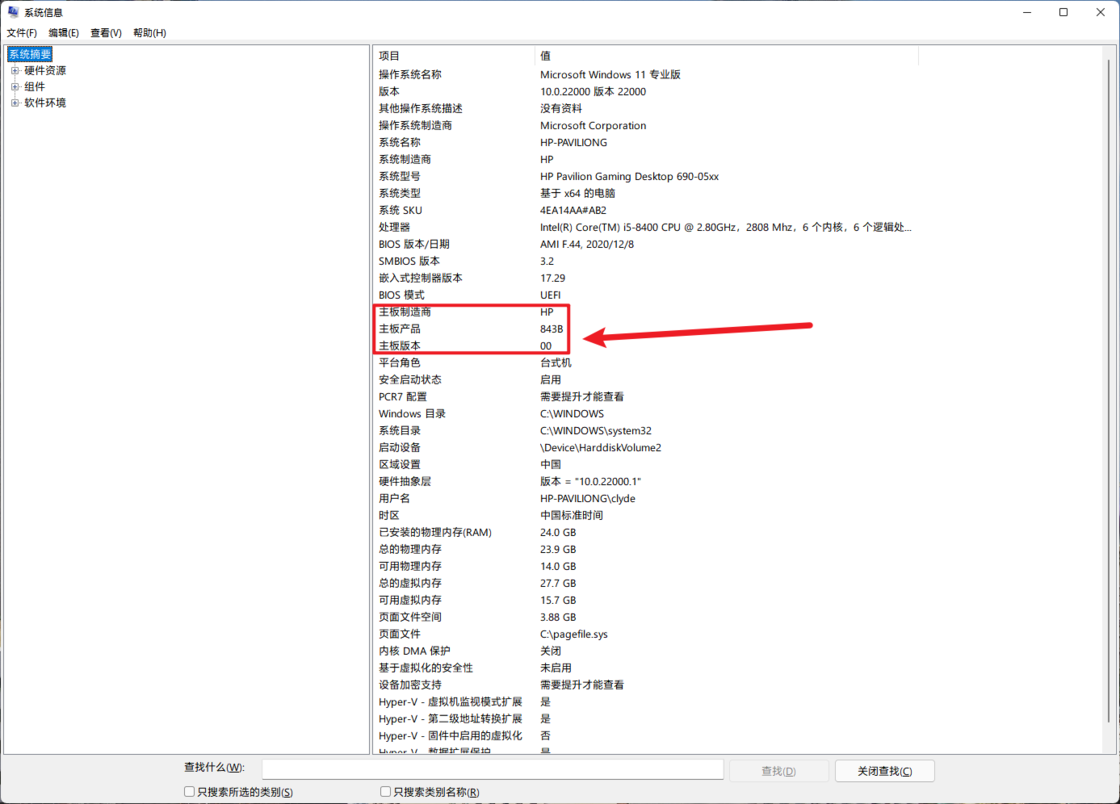 系统信息
文件(F) 编辑(E) 查看(V) 帮助(H)
系统摘要
硬件资源
组件
软件环境
项目 值
操作系统名称 Microsoft Windows 11 专业版
版本 10.0.22000 版本 22000
其他操作系统描述 没有资料
操作系统制造商 Microsoft Corporation
系统名称 HP-PAVILIONG
系统制造商 HP
系统型号 HP Pavilion Gaming Desktop 690-05xx
系统类型 基于 x64 的电脑
系统 SKU 4EA14AA#AB2
处理器 Intel(R) Core(TM) i5-8400 CPU @ 2.80GHz，2808 Mhz，6 个内核，6 个逻辑处...
BIOS 版本/日期 AMI F.44, 2020/12/8
SMBIOS 版本 3.2
嵌入式控制器版本 17.29
BIOS 模式 UEFI
主板制造商 HP
主板产品 843B
主板版本 00
平台角色 台式机
安全启动状态 启用
PCR7 配置 需要提升才能查看
Windows 目录 C:\WINDOWS
系统目录 C:\WINDOWS\system32
启动设备 \Device\HarddiskVolume2
区域设置 中国
硬件抽象层 版本 = "10.0.22000.1"
用户名 HP-PAVILIONG\clyde
时区 中国标准时间
已安装的物理内存(RAM) 24.0 GB
总的物理内存 23.9 GB
可用物理内存 14.0 GB
总的虚拟内存 27.7 GB
可用虚拟内存 15.7 GB
页面文件空间 3.88 GB
页面文件 C:\pagefile.sys
内核 DMA 保护 关闭
基于虚拟化的安全性 未启用
设备加密支持 需要提升才能查看
Hyper-V - 虚拟机监视模式扩展 是
Hyper-V - 第二级地址转换扩展 是
Hyper-V - 固件中启用的虚拟化 否
Hyper-V - 数据扩展保护 是
查找什么(W): 查找(D) 关闭查找(C)
只搜索所选的类别(S) 只搜索类别名称(R)